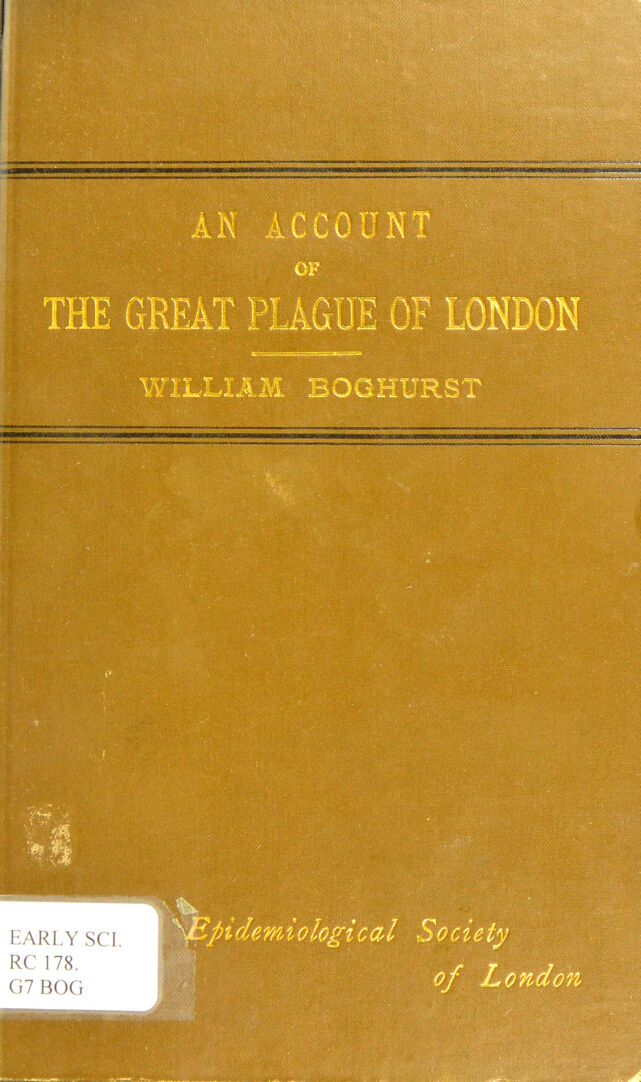 AN ACCOUNT
OF
THE GREAT PLAGUE OF LONDON
WILLIAM BOGHURST
Epidemiological Society
of London
EARLY SCI.
RC 178.
G7 BOG